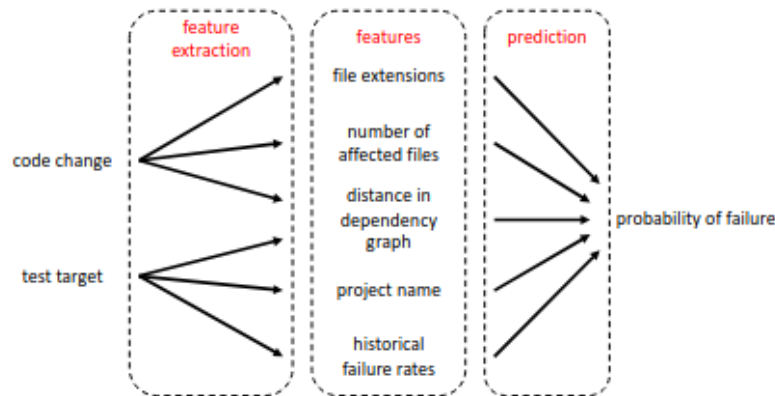 feature
extraction
features
prediction
file extensions
number of
affected files
code change
distance in
dependency
graph
probability of failure
test target
project name
historical
failure rates